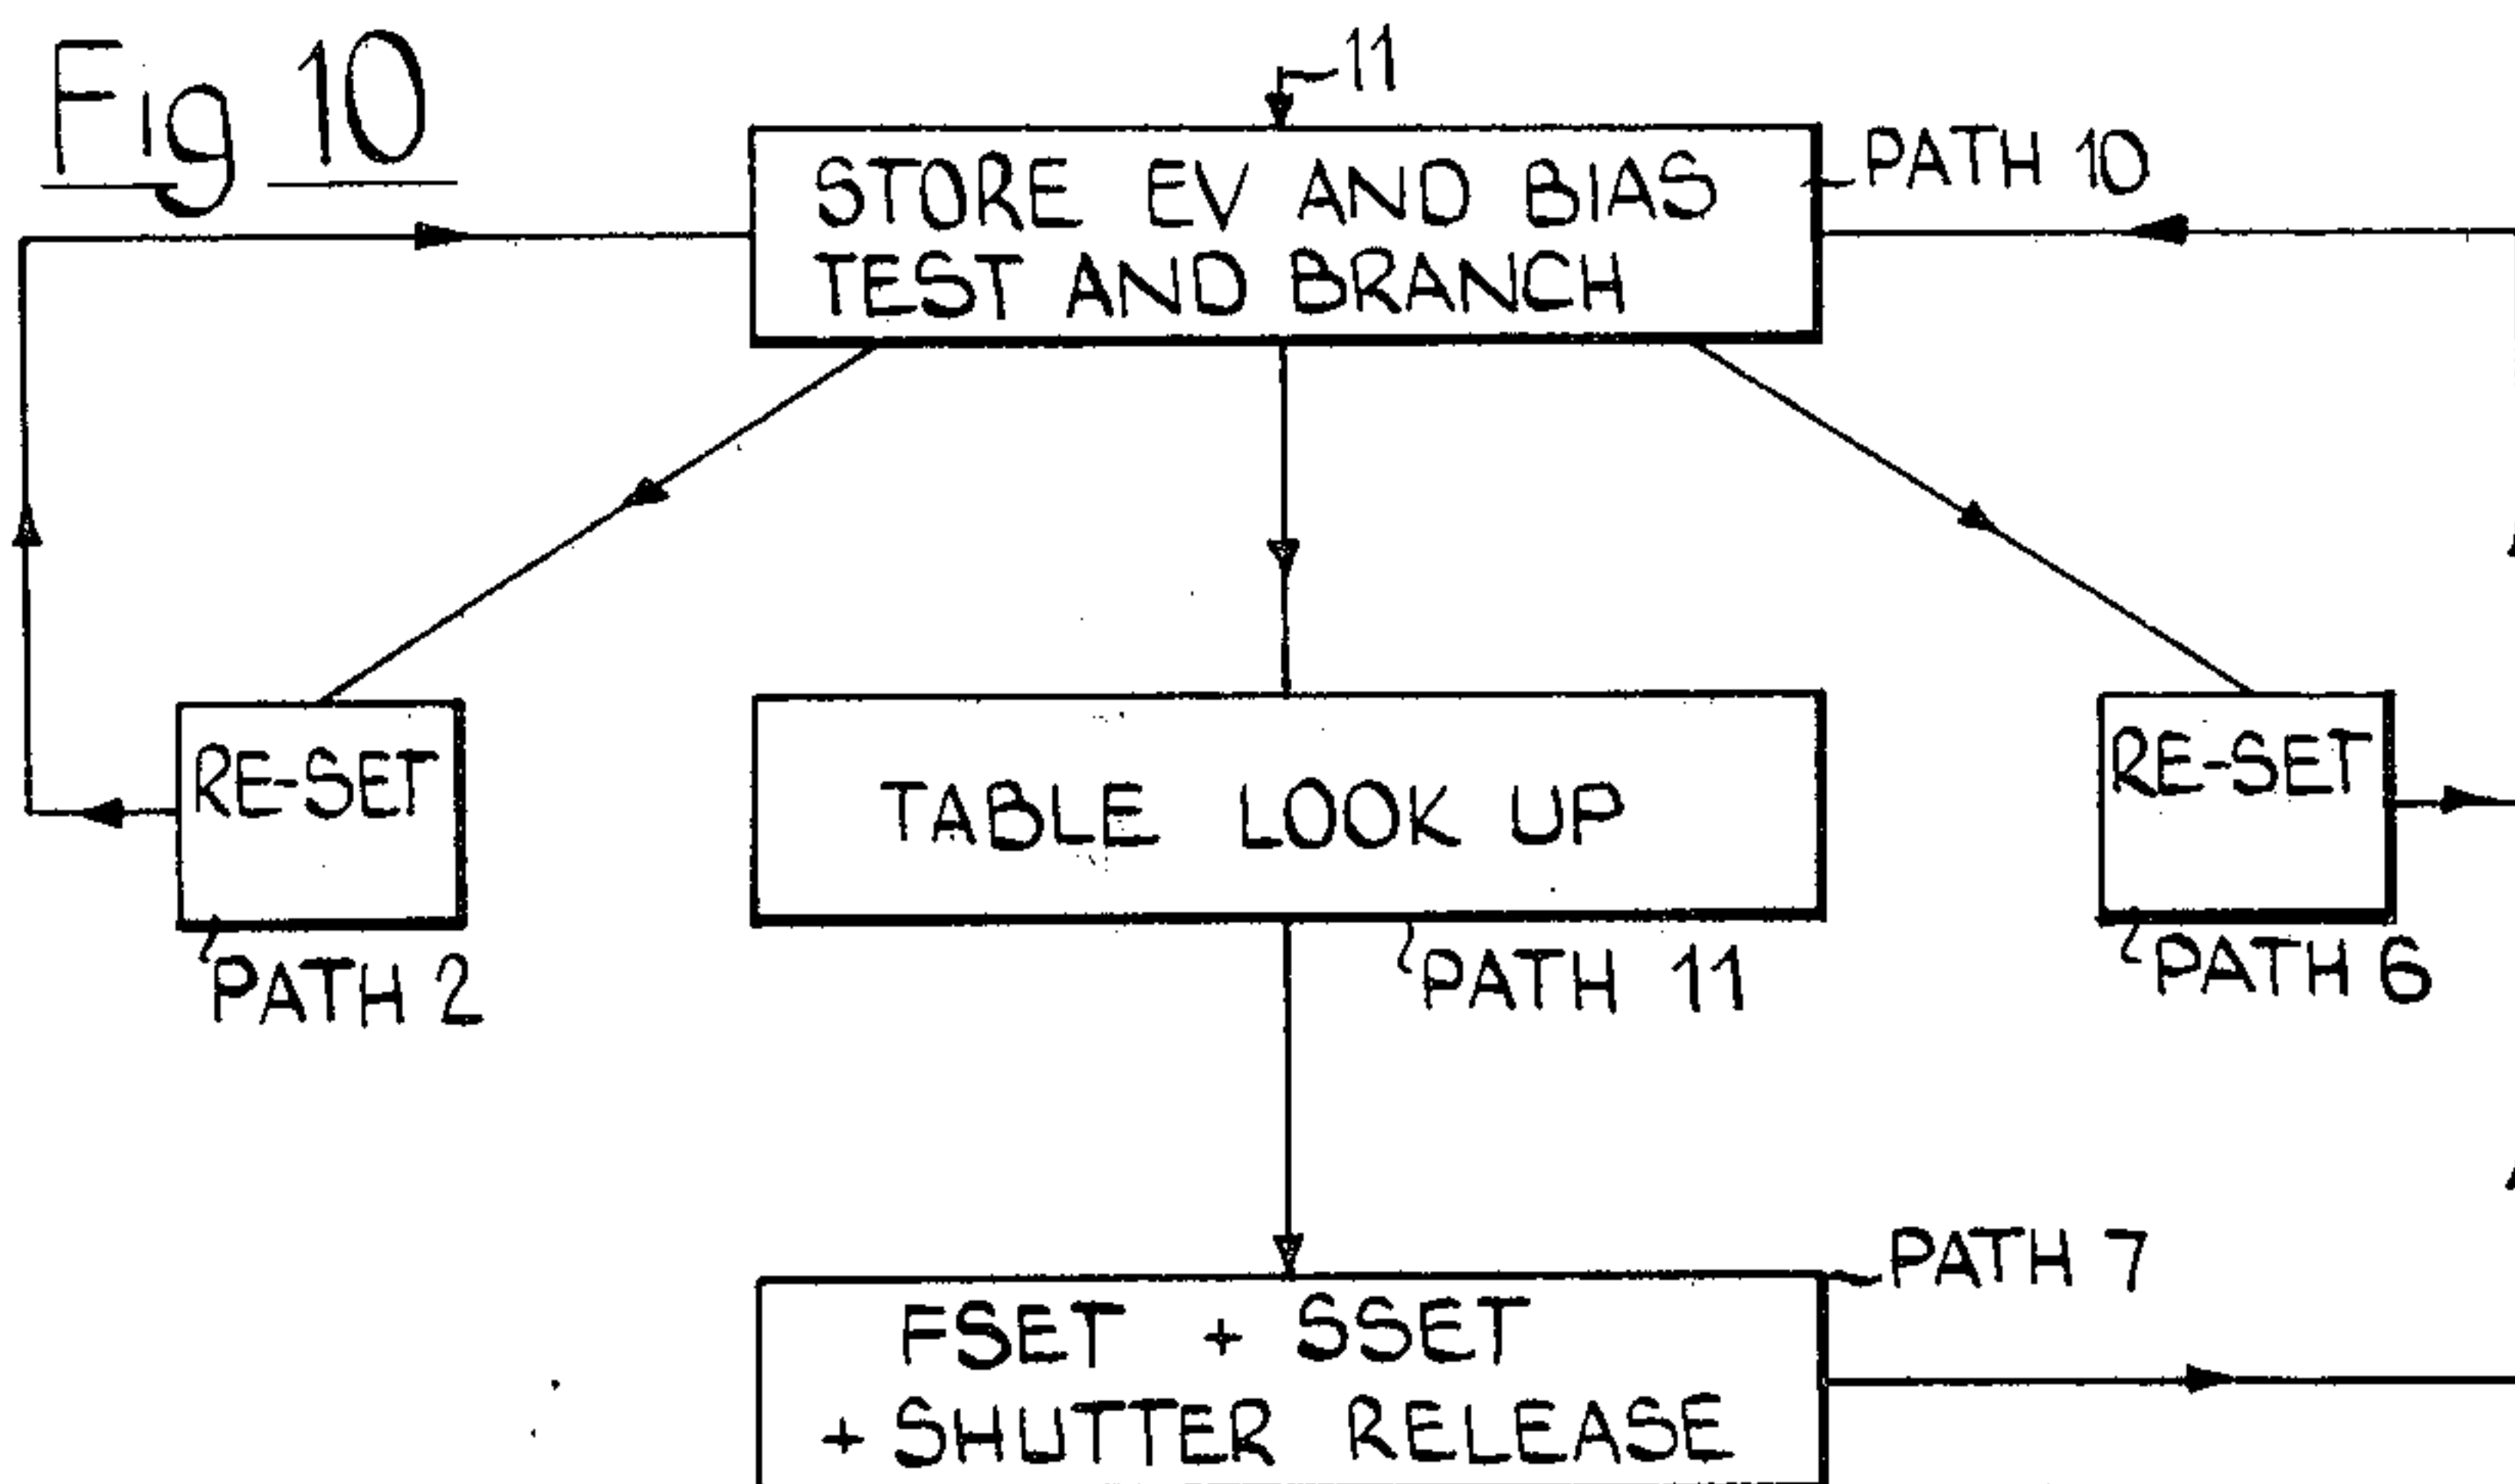 Fig 10
11
STORE EV AND BIAS
TEST AND BRANCH
PATH 10
RE-SET
PATH 2
TABLE LOOK UP
PATH 11
RE-SET
PATH 6
PATH 7
FSET + SSET
+ SHUTTER RELEASE